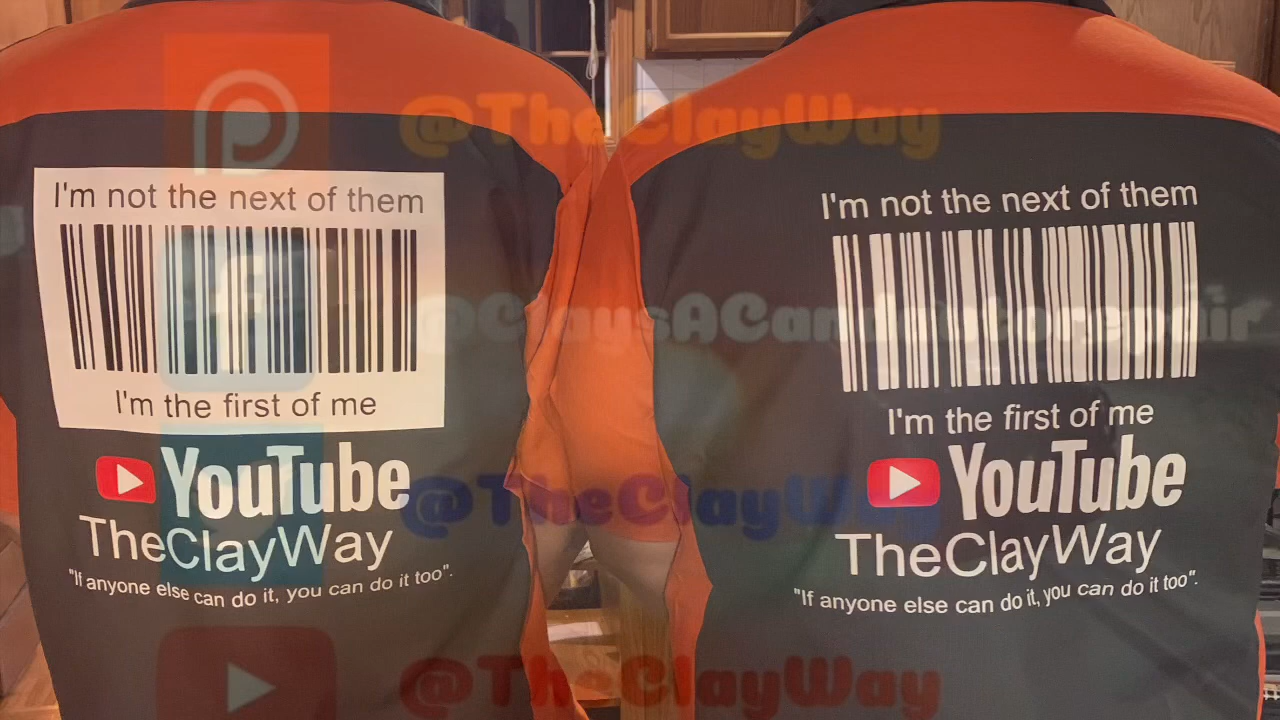 @TheClayWay
I'm not the next of them
I'm the first of me
YouTube
TheClayWay
"If anyone else can do it, you can do it too".
I'm not the next of them
I'm the first of me
YouTube
TheClayWay
"If anyone else can do it, you can do it too".
@ClaysACandAutorepair
@TheClayWay
@TheClayWay